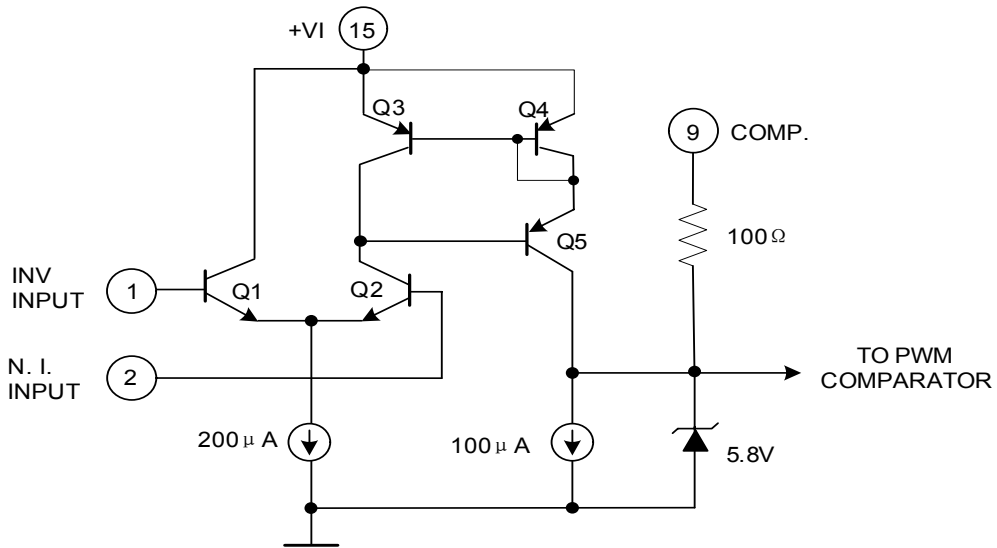 +VI
15
Q3
Q4
9
COMP.
100Ω
Q5
INV
INPUT
1
Q1
Q2
N. I.
INPUT
2
TO PWM
COMPARATOR
200μA
100μA
5.8V